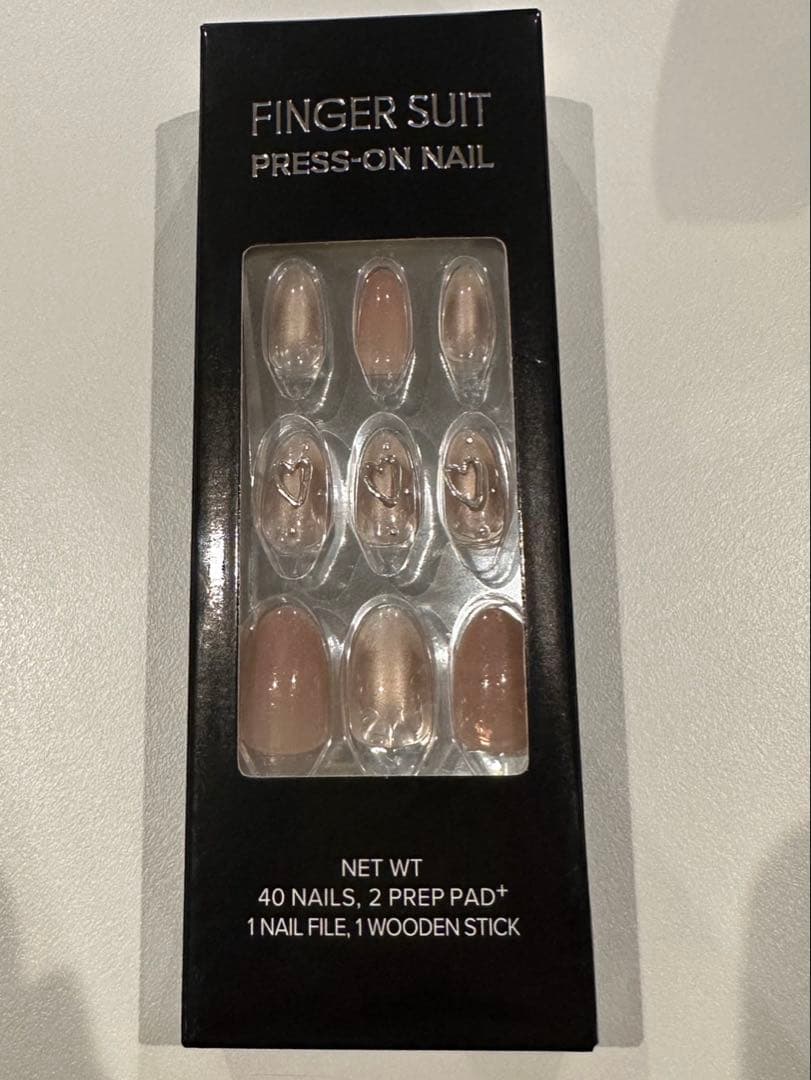 FINGER SUIT
PRESS-ON NAIL
NET WT
40 NAILS, 2 PREP PAD+
1 NAIL FILE, 1 WOODEN STICK